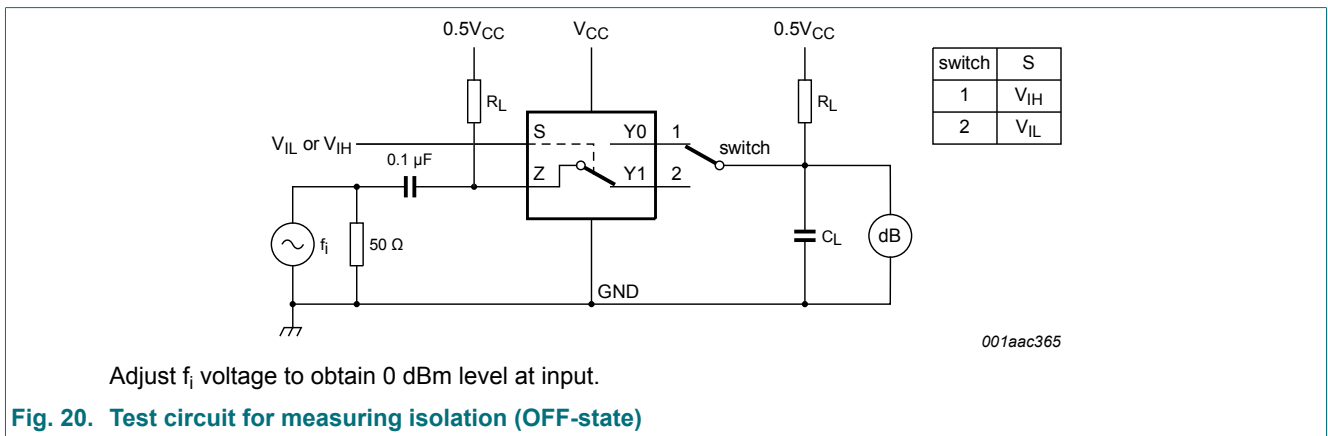 0.5VCC VCC 0.5VCC
switch S
1 VIH
2 VIL
RL RL
S Y0 1
VIL or VIH
switch
0.1 µF
Z Y1 2
fi 50 Ω CL dB
GND
001aac365
Adjust fi voltage to obtain 0 dBm level at input.
Fig. 20. Test circuit for measuring isolation (OFF-state)